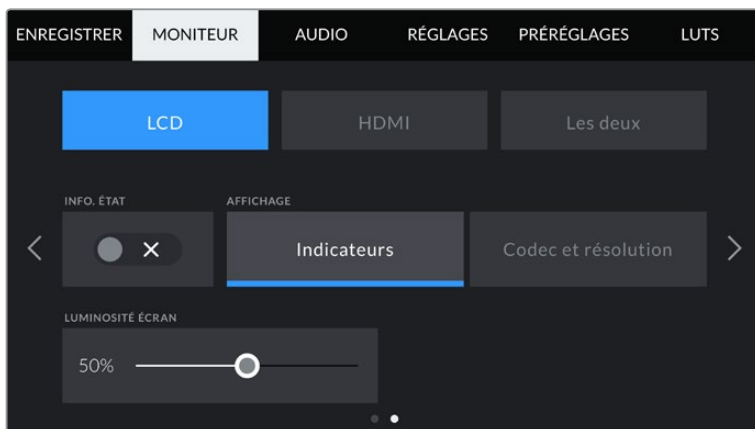 ENREGISTRER MONITEUR AUDIO RÉGLAGES PRÉRÉGLAGES LUTS
LCD HDMI Les deux
INFO. ÉTAT AFFICHAGE
Indicateurs Codec et résolution
LUMINOSITÉ ÉCRAN
50%